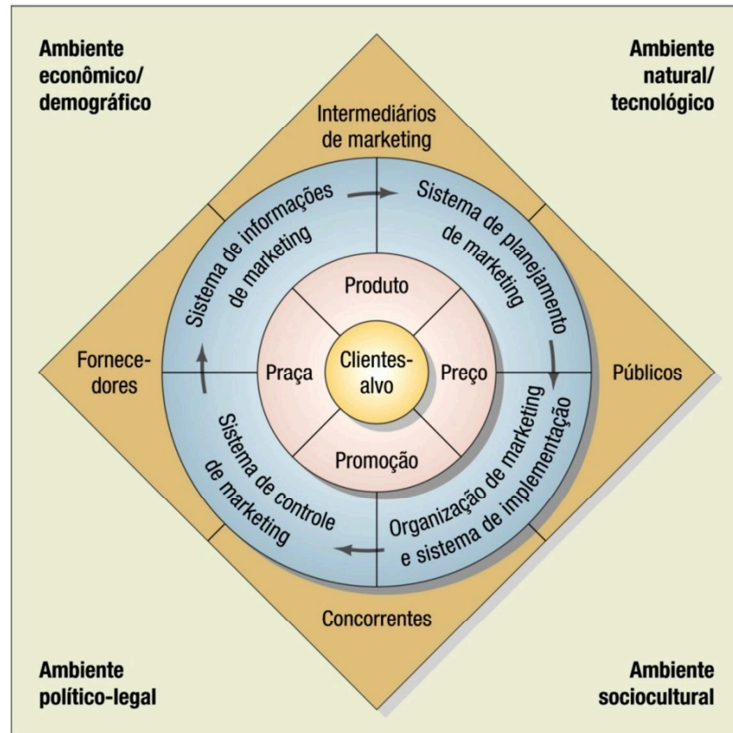 Ambiente
econômico/
demográfico
Ambiente
natural/
tecnológico
Intermediários
de marketing
Sistema de informações
de marketing
Sistema de planejamento
de marketing
Produto
Fornece-
dores
Praça
Clientes-
alvo
Preço
Públicos
Promoção
Sistema de controle
de marketing
Organização de marketing
e sistema de implementação
Concorrentes
Ambiente
político-legal
Ambiente
sociocultural